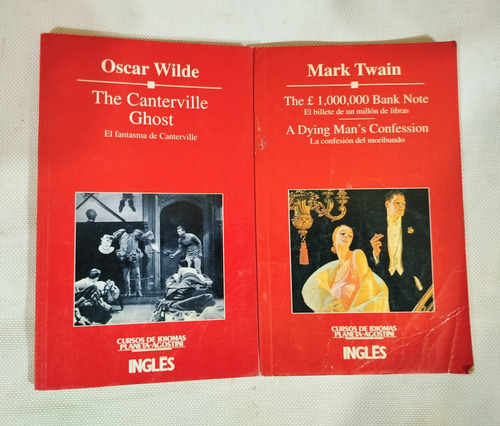 Oscar Wilde
The Canterville
Ghost
El fantasma de Canterville
CURSOS DE IDIOMAS
PLANETA-AGOSTINI
INGLÉS
Mark Twain
The £ 1,000,000 Bank Note
El billete de un millón de libras
A Dying Man's Confession
La confesión del moribundo
CURSOS DE IDIOMAS
PLANETA-AGOSTINI
INGLÉS